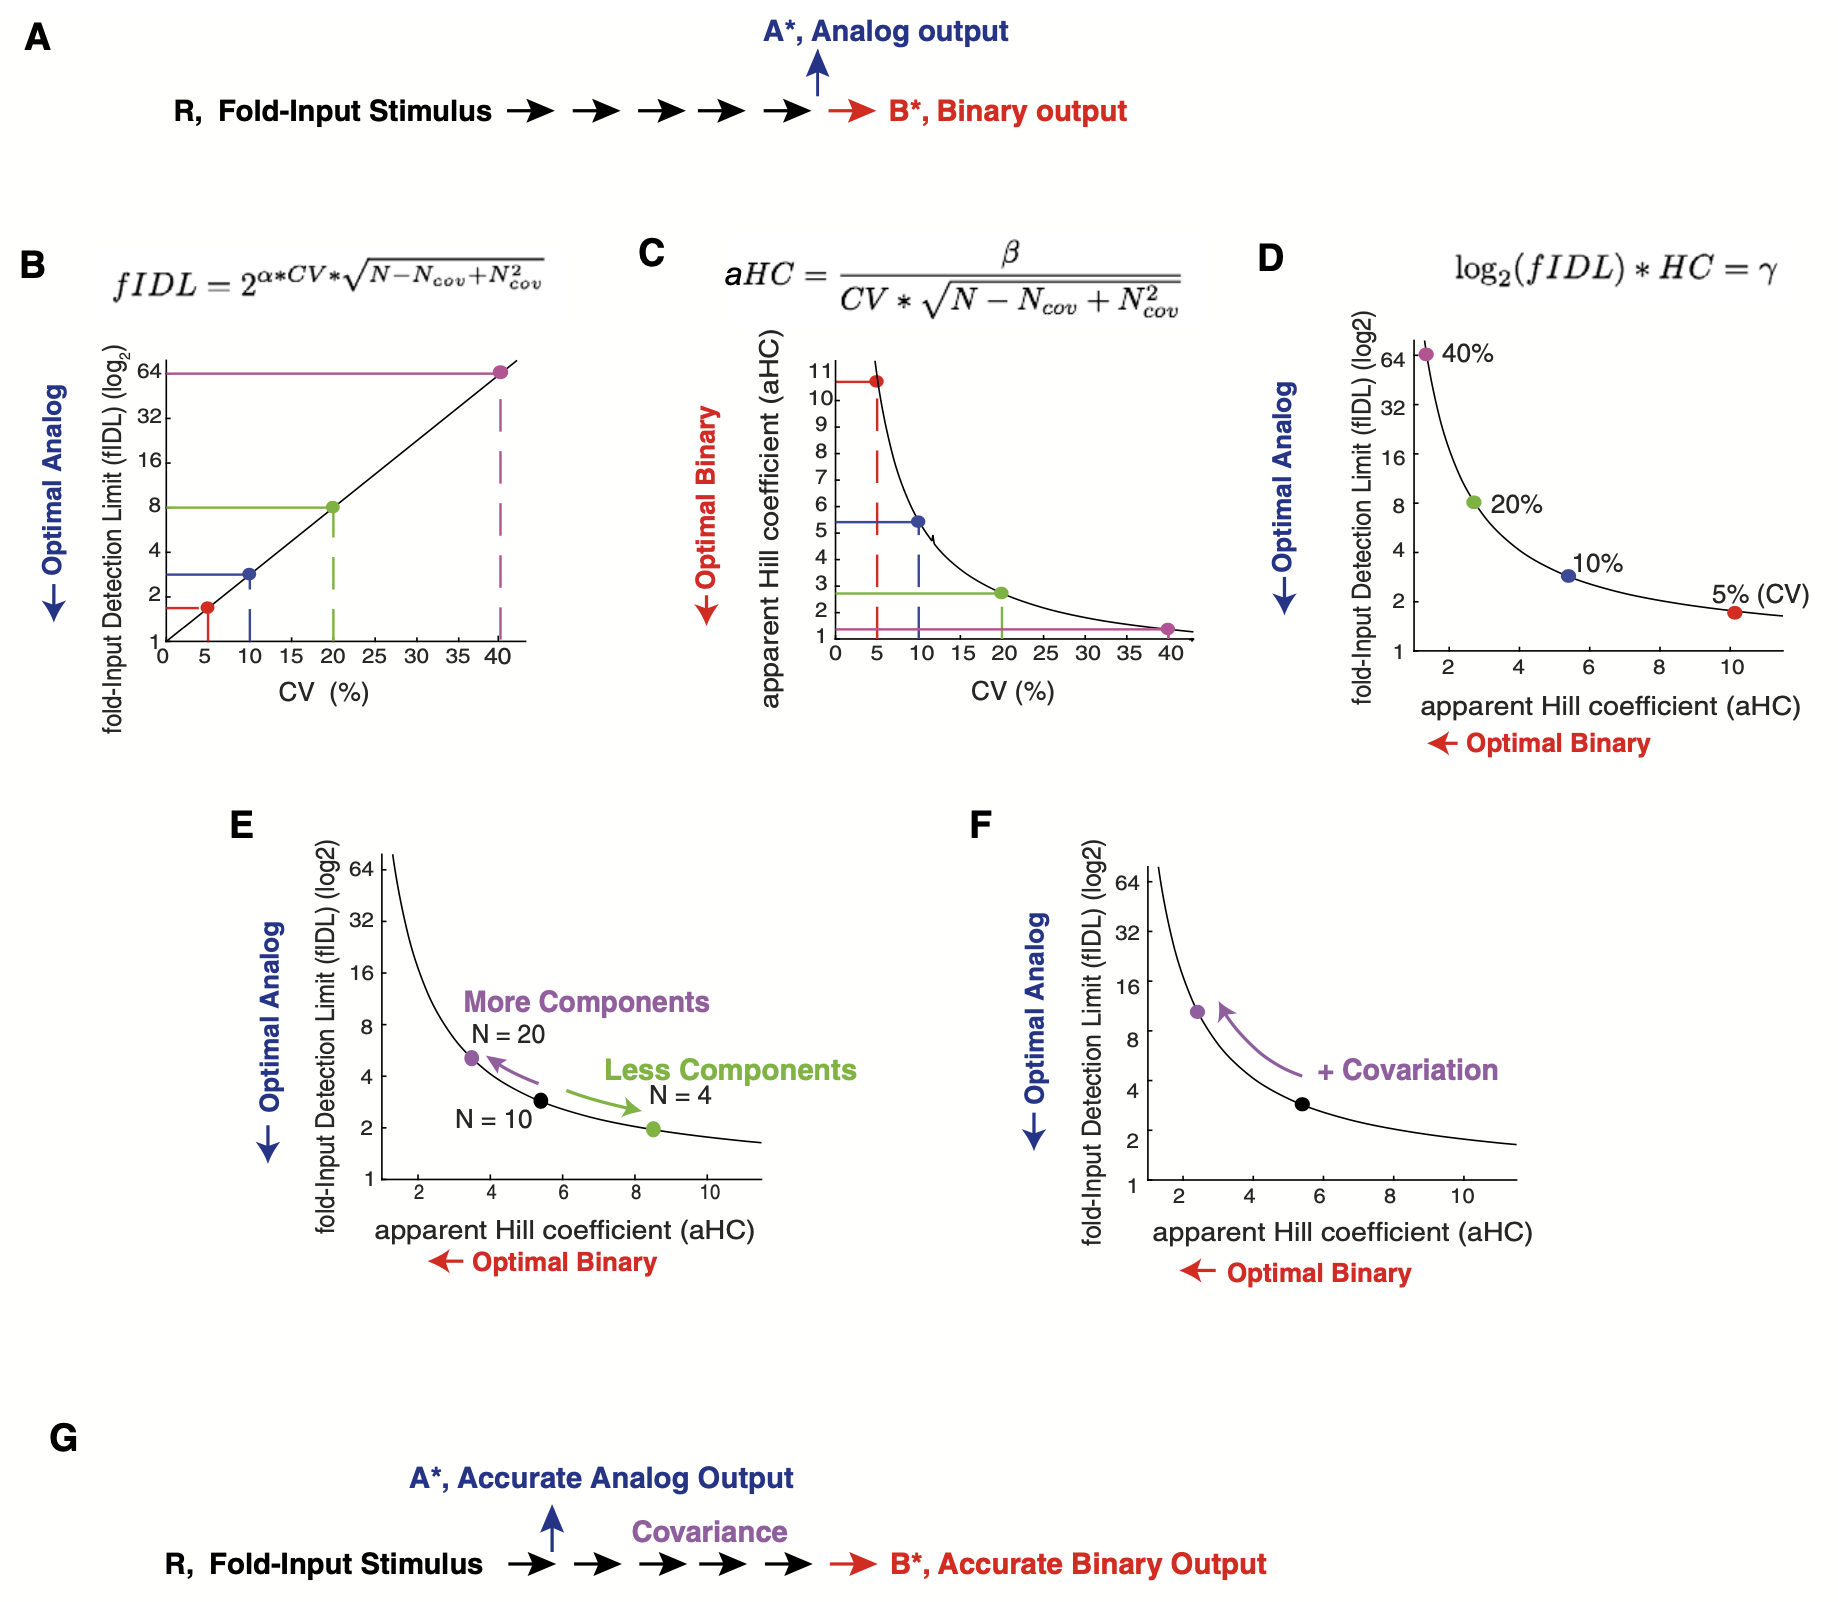 A
A*, Analog output
R, Fold-Input Stimulus
B*, Binary output
B
fIDL = 2^{α*CV*√(N−N_{cov}+N²_{cov})}
Optimal Analog
fold-Input Detection Limit (fIDL) (log₂)
64
32
16
8
4
2
1
0 5 10 15 20 25 30 35 40
CV (%)
C
aHC = β / (CV * √(N − N_{cov} + N²_{cov}))
Optimal Binary
apparent Hill coefficient (aHC)
11
10
9
8
7
6
5
4
3
2
1
0 5 10 15 20 25 30 35 40
CV (%)
D
log₂(fIDL) * HC = γ
Optimal Analog
fold-Input Detection Limit (fIDL) (log2)
64
32
16
8
4
2
1
40%
20%
10%
5% (CV)
2 4 6 8 10
apparent Hill coefficient (aHC)
Optimal Binary
E
Optimal Analog
fold-Input Detection Limit (fIDL) (log2)
64
32
16
8
4
2
1
More Components
N = 20
Less Components
N = 4
N = 10
2 4 6 8 10
apparent Hill coefficient (aHC)
Optimal Binary
F
Optimal Analog
fold-Input Detection Limit (fIDL) (log2)
64
32
16
8
4
2
1
+ Covariation
2 4 6 8 10
apparent Hill coefficient (aHC)
Optimal Binary
G
A*, Accurate Analog Output
Covariance
R, Fold-Input Stimulus
B*, Accurate Binary Output